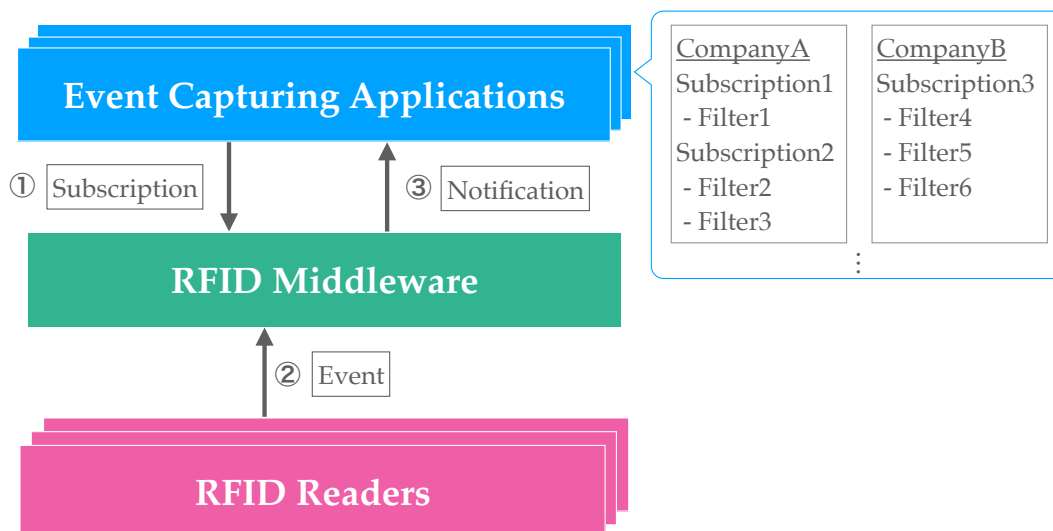 Event Capturing Applications
CompanyA
Subscription1
- Filter1
Subscription2
- Filter2
- Filter3
CompanyB
Subscription3
- Filter4
- Filter5
- Filter6
⋮
① Subscription
③ Notification
RFID Middleware
② Event
RFID Readers